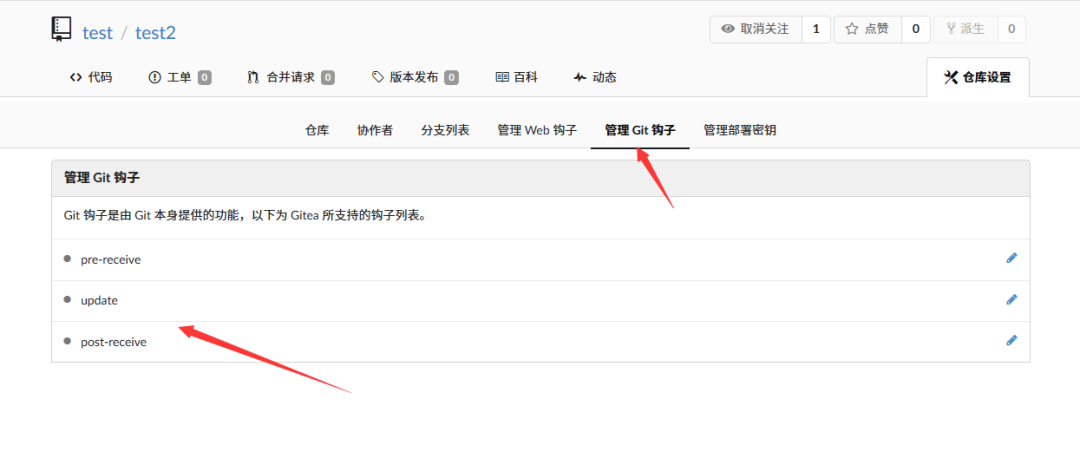 test / test2 取消关注 1 点赞 0 派生 0
代码 工单 0 合并请求 0 版本发布 0 百科 动态 仓库设置
仓库 协作者 分支列表 管理 Web 钩子 管理 Git 钩子 管理部署密钥
管理 Git 钩子
Git 钩子是由 Git 本身提供的功能，以下为 Gitea 所支持的钩子列表。
pre-receive
update
post-receive